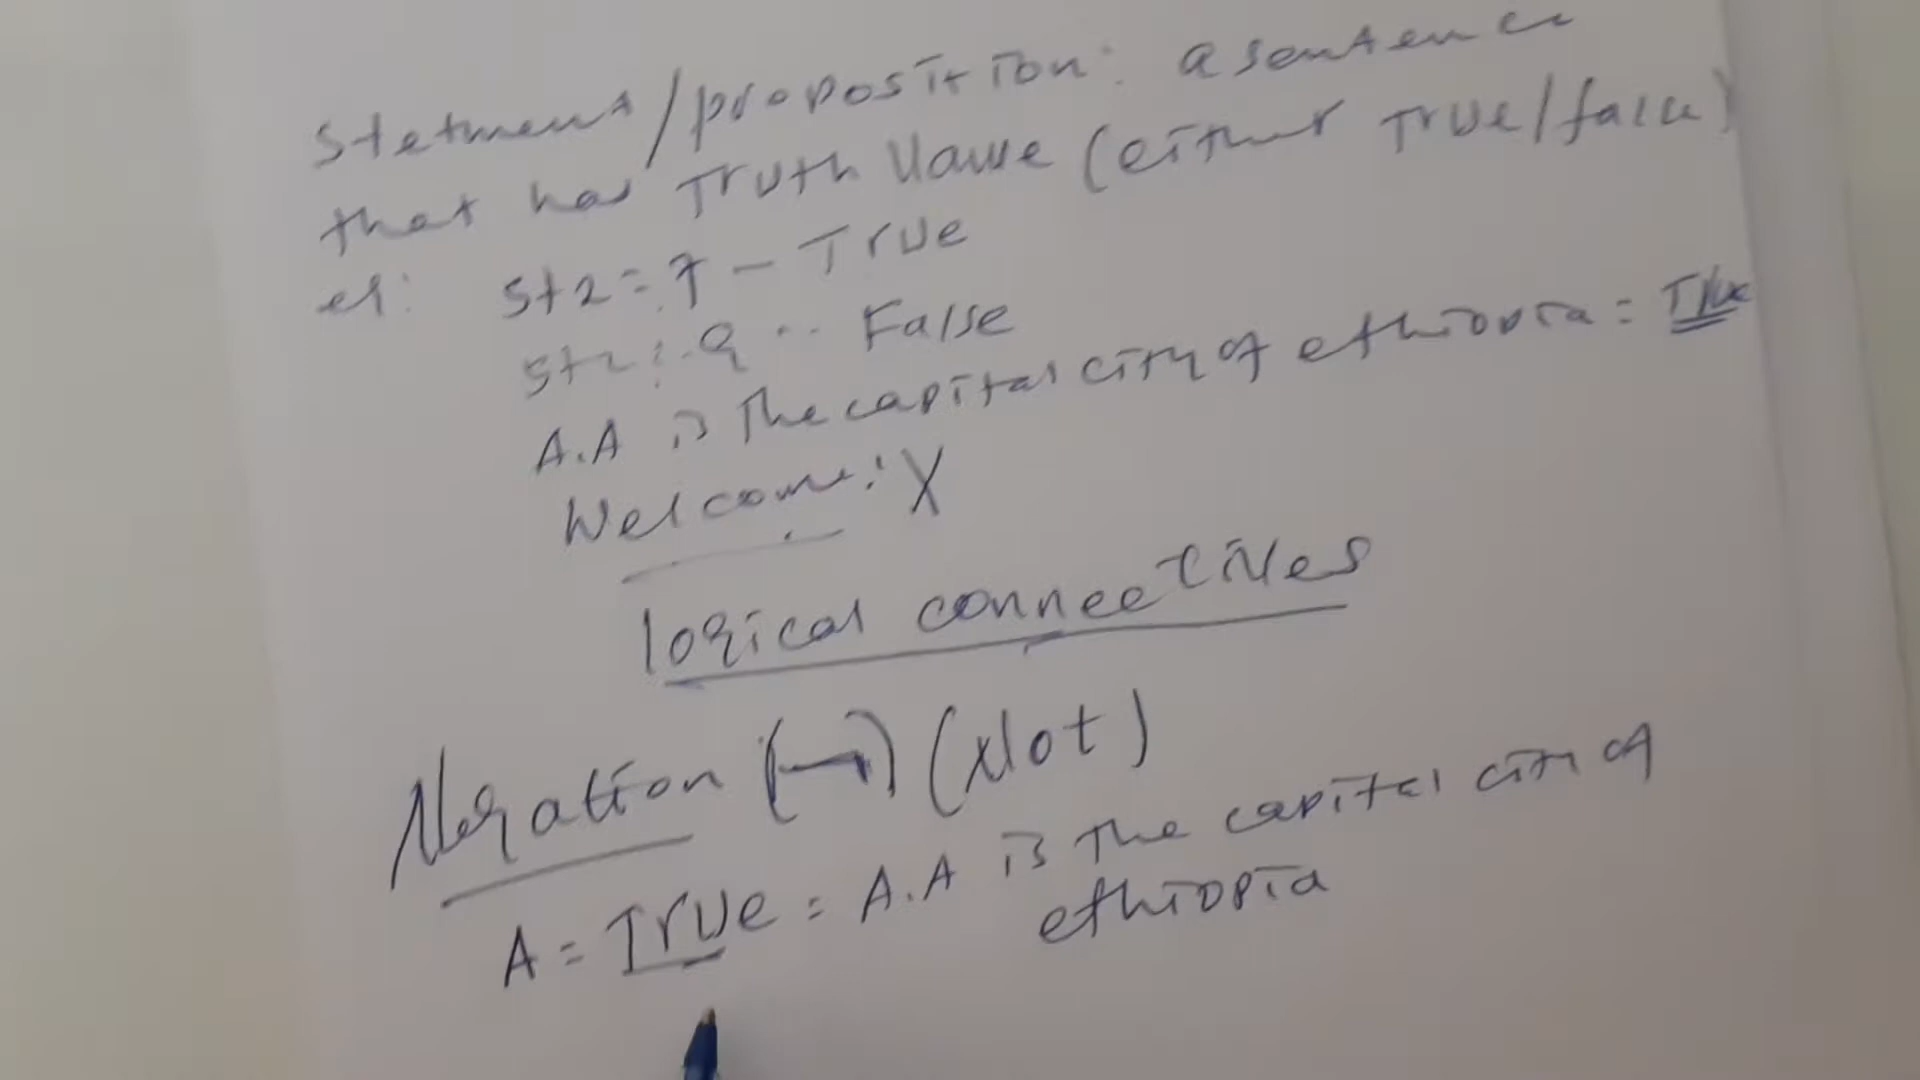 Stetment/proposition: a sentence
that has Truth Value (either True/false)
ex: 5+2=7 - True
5+2=9 -- False
A.A is The capital city of ethiopia = True
Welcome! X
logical connectives
Negation (¬) (Not)
A = True = A.A is The capital city of
ethiopia